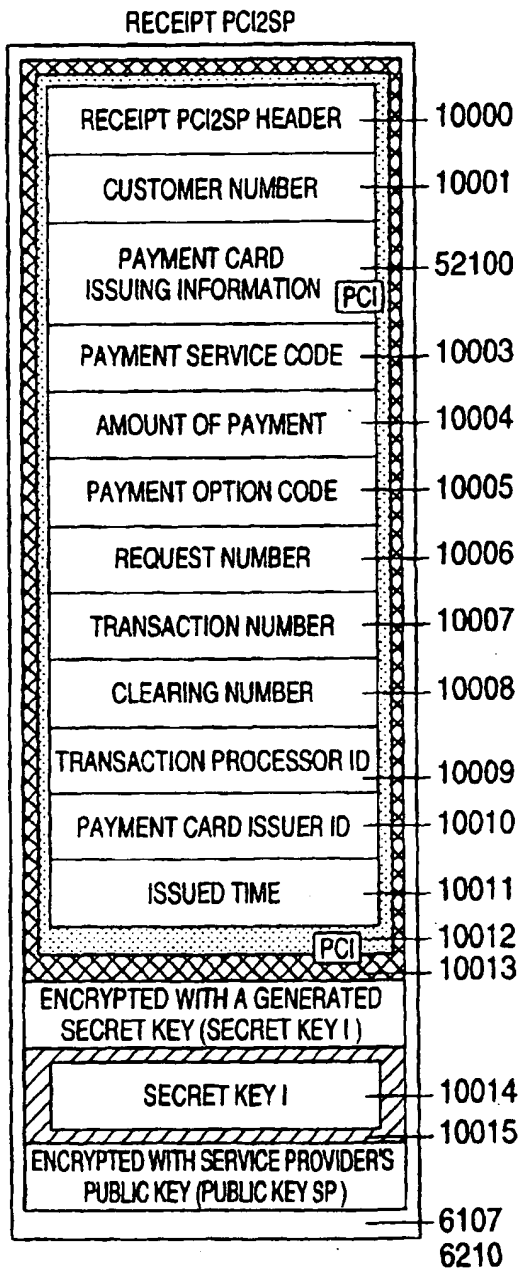 RECEIPT PCI2SP
RECEIPT PCI2SP HEADER 10000
CUSTOMER NUMBER 10001
PAYMENT CARD
ISSUING INFORMATION 52100
PCI
PAYMENT SERVICE CODE 10003
AMOUNT OF PAYMENT 10004
PAYMENT OPTION CODE 10005
REQUEST NUMBER 10006
TRANSACTION NUMBER 10007
CLEARING NUMBER 10008
TRANSACTION PROCESSOR ID 10009
PAYMENT CARD ISSUER ID 10010
ISSUED TIME 10011
PCI 10012
10013
ENCRYPTED WITH A GENERATED
SECRET KEY (SECRET KEY I)
SECRET KEY I 10014
10015
ENCRYPTED WITH SERVICE PROVIDER'S
PUBLIC KEY (PUBLIC KEY SP)
6107
6210